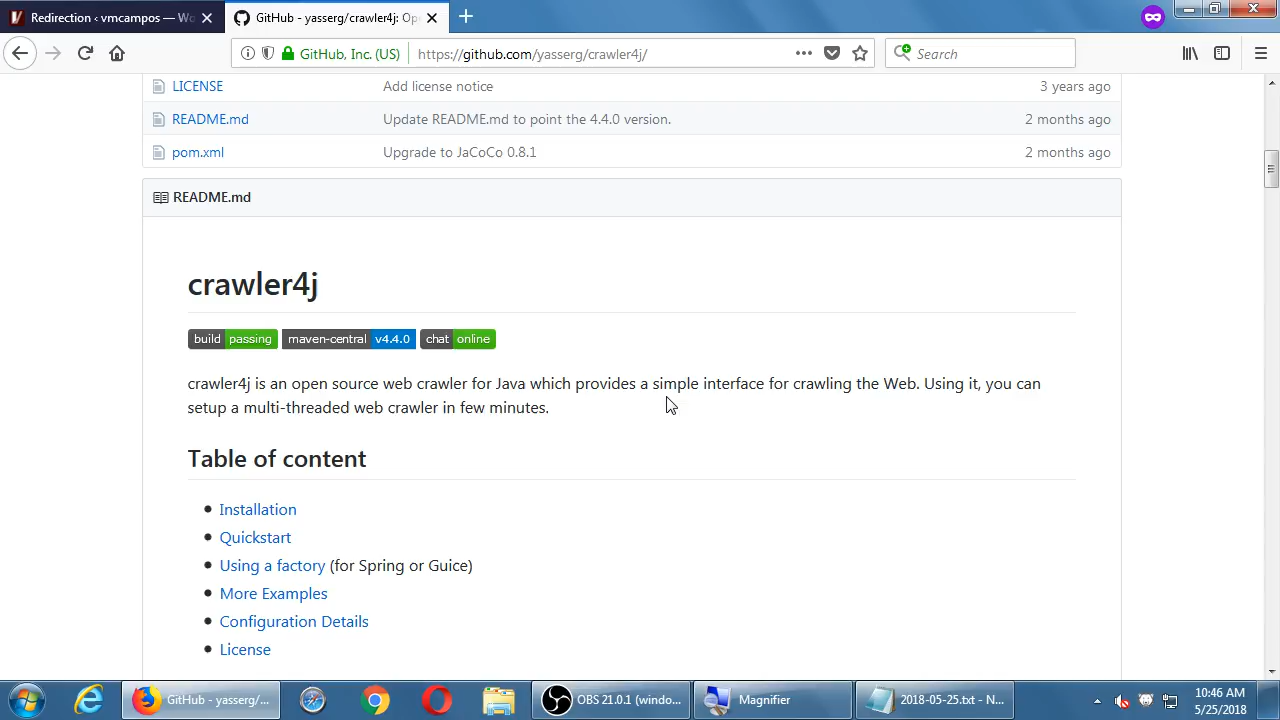 Redirection ‹ vmcampos — Wo
GitHub - yasserg/crawler4j: Ope
GitHub, Inc. (US)
https://github.com/yasserg/crawler4j/
Search
LICENSE Add license notice 3 years ago
README.md Update README.md to point the 4.4.0 version. 2 months ago
pom.xml Upgrade to JaCoCo 0.8.1 2 months ago
README.md
crawler4j
build passing maven-central v4.4.0 chat online
crawler4j is an open source web crawler for Java which provides a simple interface for crawling the Web. Using it, you can
setup a multi-threaded web crawler in few minutes.
Table of content
Installation
Quickstart
Using a factory (for Spring or Guice)
More Examples
Configuration Details
License
GitHub - yasserg/...
OBS 21.0.1 (windo...
Magnifier
2018-05-25.txt - N...
10:46 AM
5/25/2018